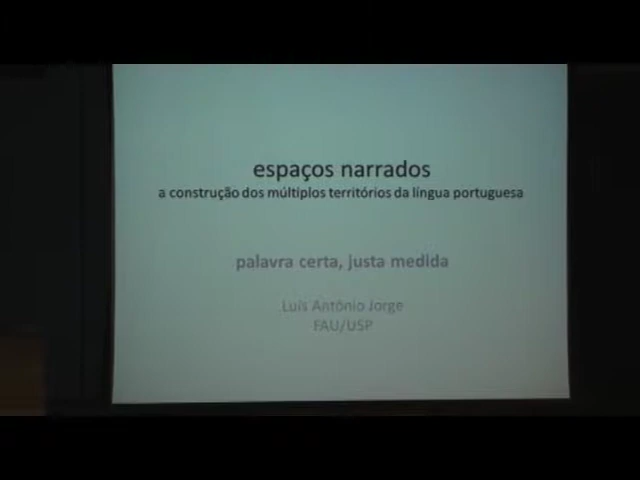 espaços narrados
a construção dos múltiplos territórios da língua portuguesa
palavra certa, justa medida
Luís Antônio Jorge
FAU/USP